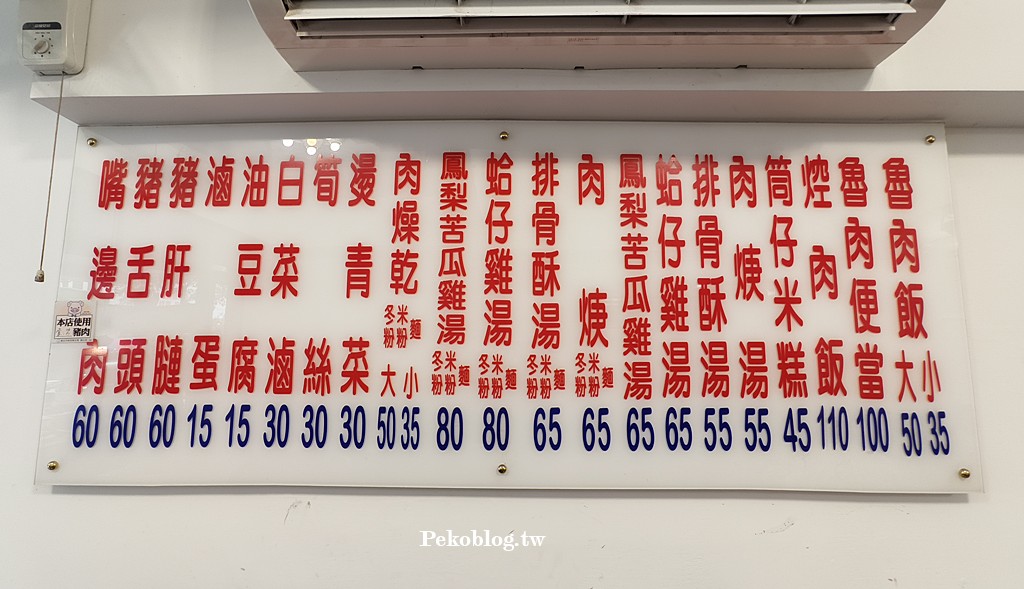 魯肉飯 大 小 50 35
魯肉便當 100
焢肉飯 110
筒仔米糕 45
肉焿湯 55
排骨酥湯 55
蛤仔雞湯 65
鳳梨苦瓜雞湯 65
肉焿 麵 米粉 冬粉 65
排骨酥湯 麵 米粉 冬粉 65
蛤仔雞湯 麵 米粉 冬粉 80
鳳梨苦瓜雞湯 麵 米粉 冬粉 80
肉燥乾 麵 米粉 冬粉 大 小 50 35
燙青菜 30
筍絲 30
白菜滷 30
油豆腐 15
滷蛋 15
豬肝 60
豬舌頭 60
嘴邊肉 60
本店使用
豬肉
Pekoblog.tw